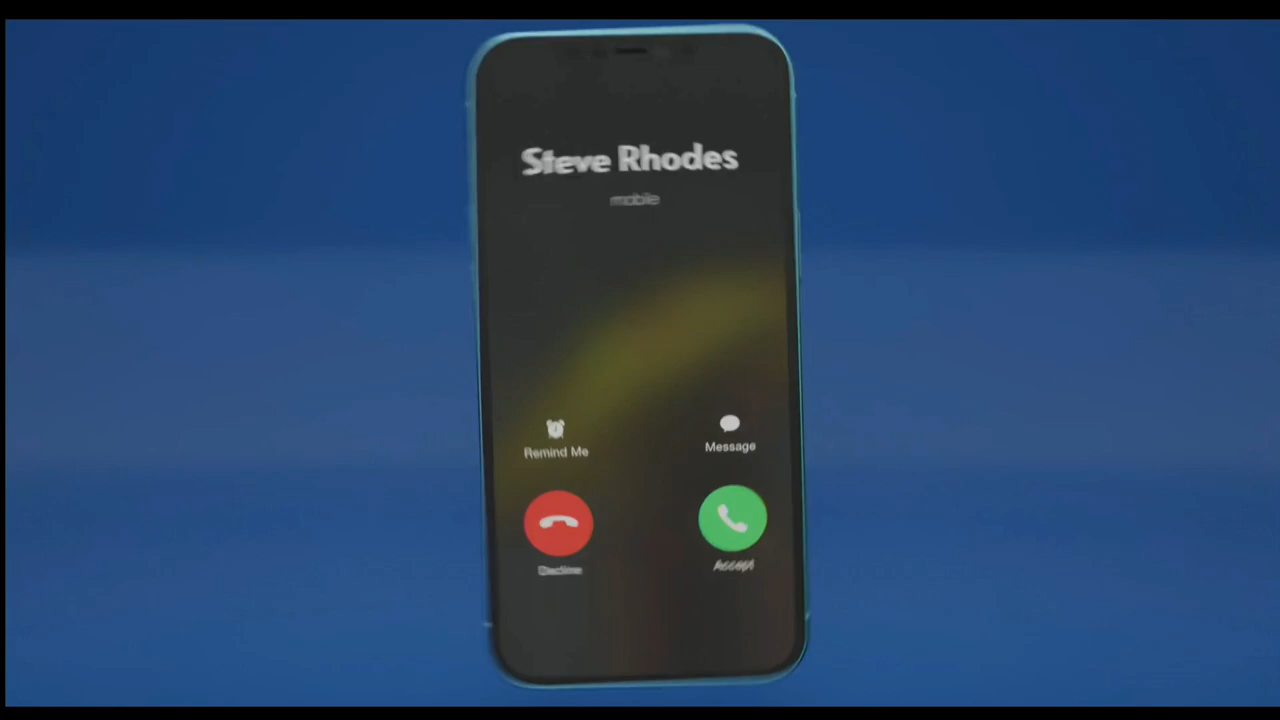 Steve Rhodes
mobile
Remind Me
Message
Decline
Accept